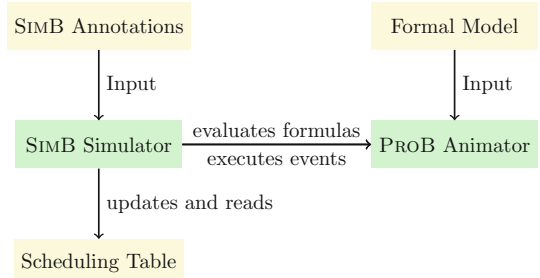 SIMB Annotations
Formal Model
Input
Input
SIMB Simulator
evaluates formulas
executes events
PROB Animator
updates and reads
Scheduling Table